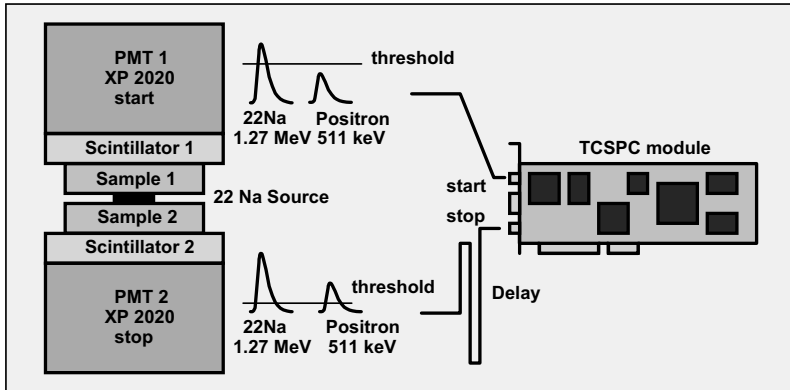 PMT 1
XP 2020
start
Scintillator 1
Sample 1
22 Na Source
Sample 2
Scintillator 2
PMT 2
XP 2020
stop
threshold
22Na
1.27 MeV
Positron
511 keV
threshold
22Na
1.27 MeV
Positron
511 keV
TCSPC module
start
stop
Delay